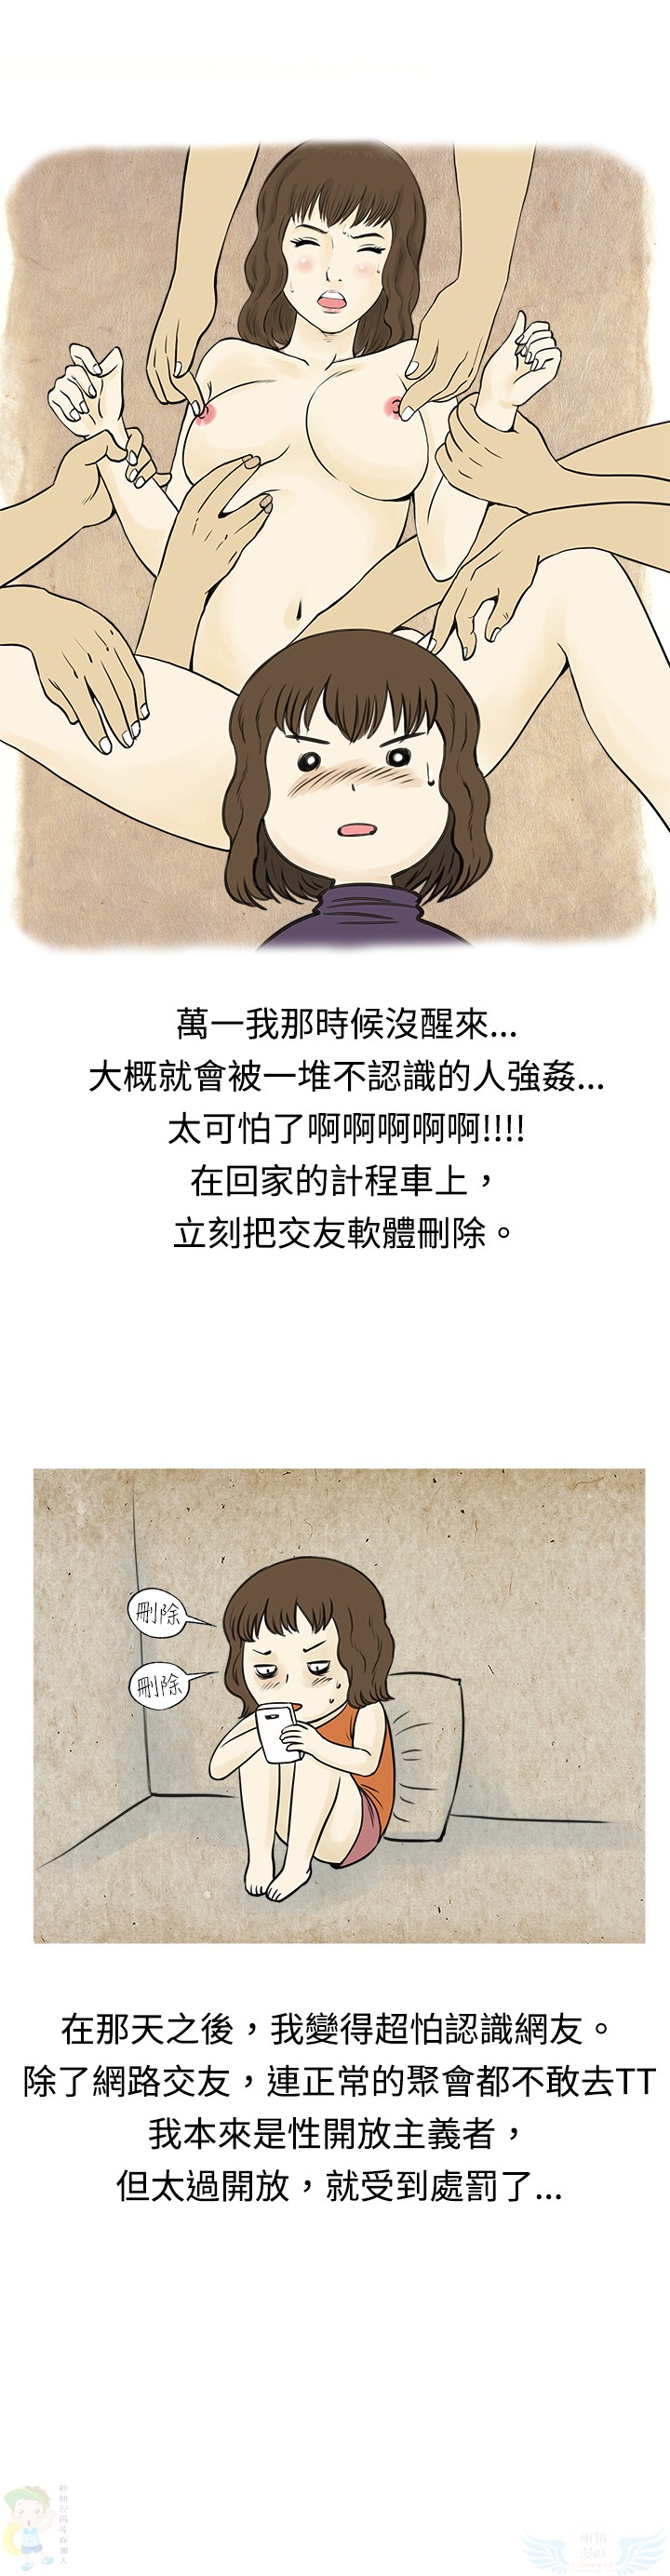 萬一我那時候沒醒來...
大概就會被一堆不認識的人強姦...
太可怕了啊啊啊啊啊!!!!
在回家的計程車上，
立刻把交友軟體刪除。
刪除
刪除
在那天之後，我變得超怕認識網友。
除了網路交友，連正常的聚會都不敢去TT
我本來是性開放主義者，
但太過開放，就受到處罰了...